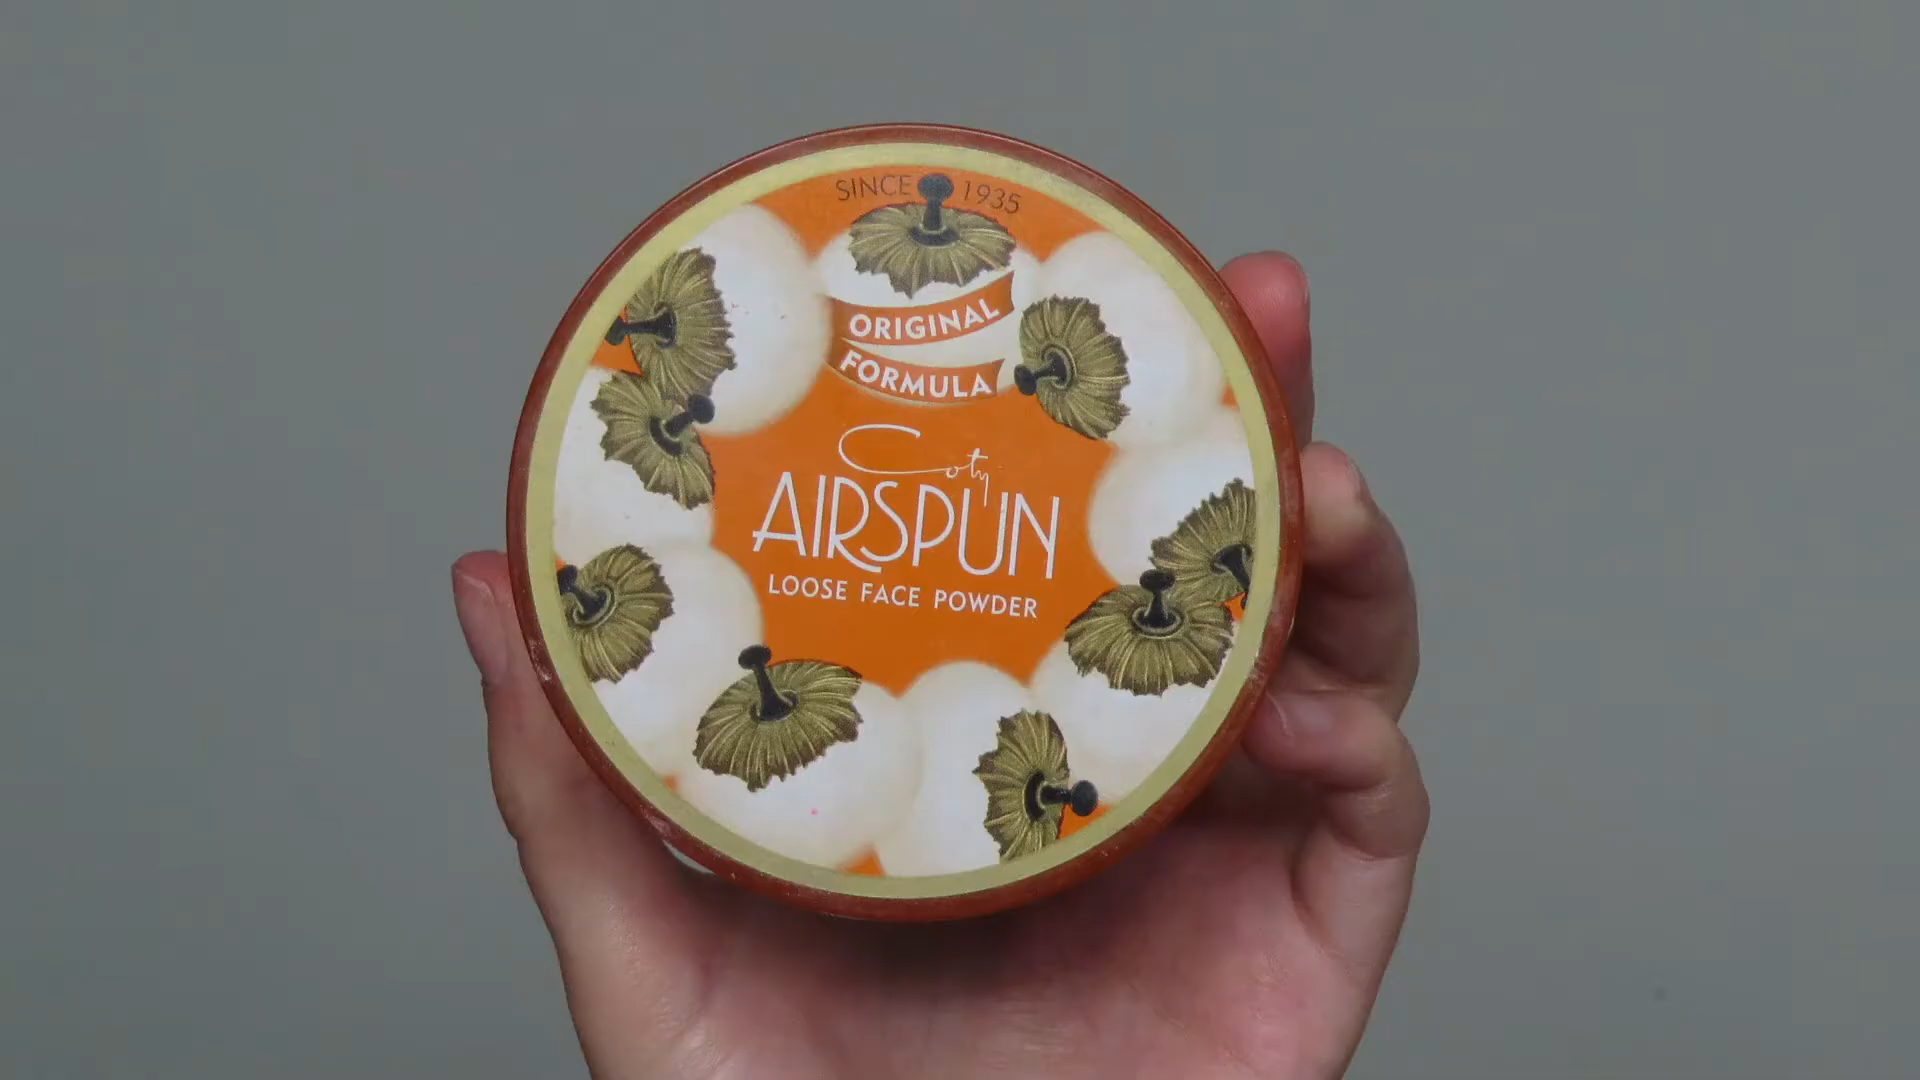 SINCE 1935
ORIGINAL
FORMULA
Coty
AIRSPUN
LOOSE FACE POWDER